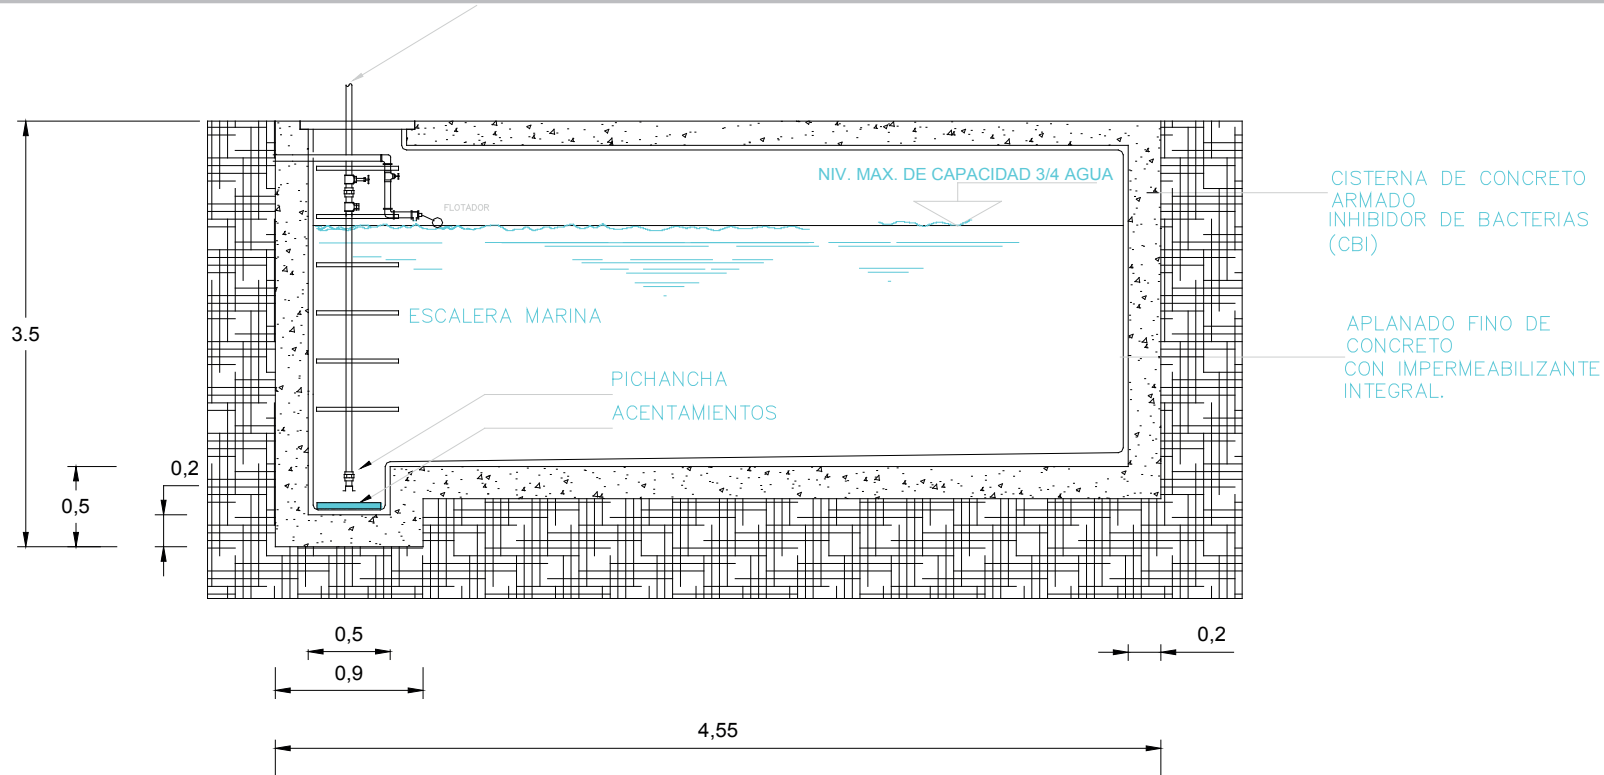 NIV. MAX. DE CAPACIDAD 3/4 AGUA
CISTERNA DE CONCRETO
ARMADO
INHIBIDOR DE BACTERIAS
(CBI)
FLOTADOR
ESCALERA MARINA
APLANADO FINO DE
CONCRETO
CON IMPERMEABILIZANTE
INTEGRAL.
3.5
PICHANCHA
ACENTAMIENTOS
0,2
0,5
0,5
0,2
0,9
4,55